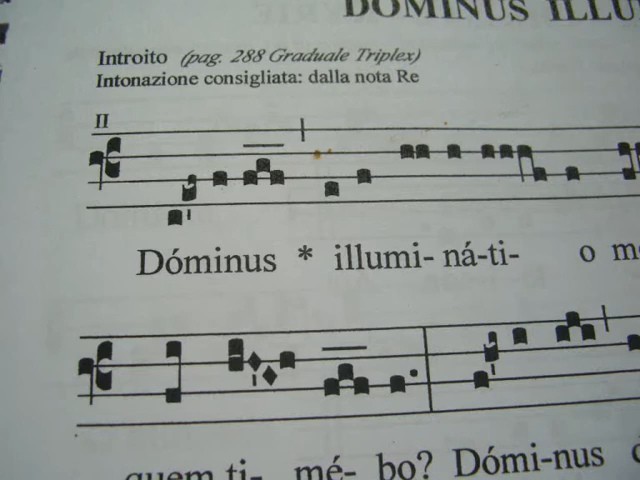 DOMINUS ILLU
Introito (pag. 288 Graduale Triplex)
Intonazione consigliata: dalla nota Re
II
Dóminus * illumi- ná-ti- o m
quem ti- mé- bo? Dómi-nus